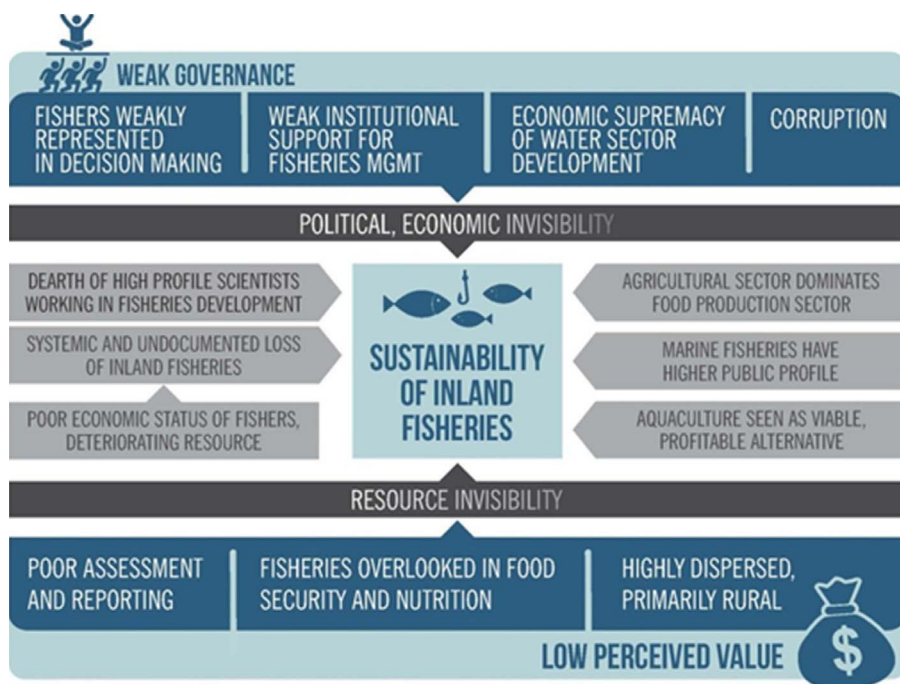 WEAK GOVERNANCE
FISHERS WEAKLY
REPRESENTED
IN DECISION MAKING
WEAK INSTITUTIONAL
SUPPORT FOR
FISHERIES MGMT
ECONOMIC SUPREMACY
OF WATER SECTOR
DEVELOPMENT
CORRUPTION
POLITICAL, ECONOMIC INVISIBILITY
DEARTH OF HIGH PROFILE SCIENTISTS
WORKING IN FISHERIES DEVELOPMENT
SYSTEMIC AND UNDOCUMENTED LOSS
OF INLAND FISHERIES
POOR ECONOMIC STATUS OF FISHERS,
DETERIORATING RESOURCE
SUSTAINABILITY
OF INLAND
FISHERIES
AGRICULTURAL SECTOR DOMINATES
FOOD PRODUCTION SECTOR
MARINE FISHERIES HAVE
HIGHER PUBLIC PROFILE
AQUACULTURE SEEN AS VIABLE,
PROFITABLE ALTERNATIVE
RESOURCE INVISIBILITY
POOR ASSESSMENT
AND REPORTING
FISHERIES OVERLOOKED IN FOOD
SECURITY AND NUTRITION
HIGHLY DISPERSED,
PRIMARILY RURAL
LOW PERCEIVED VALUE
$